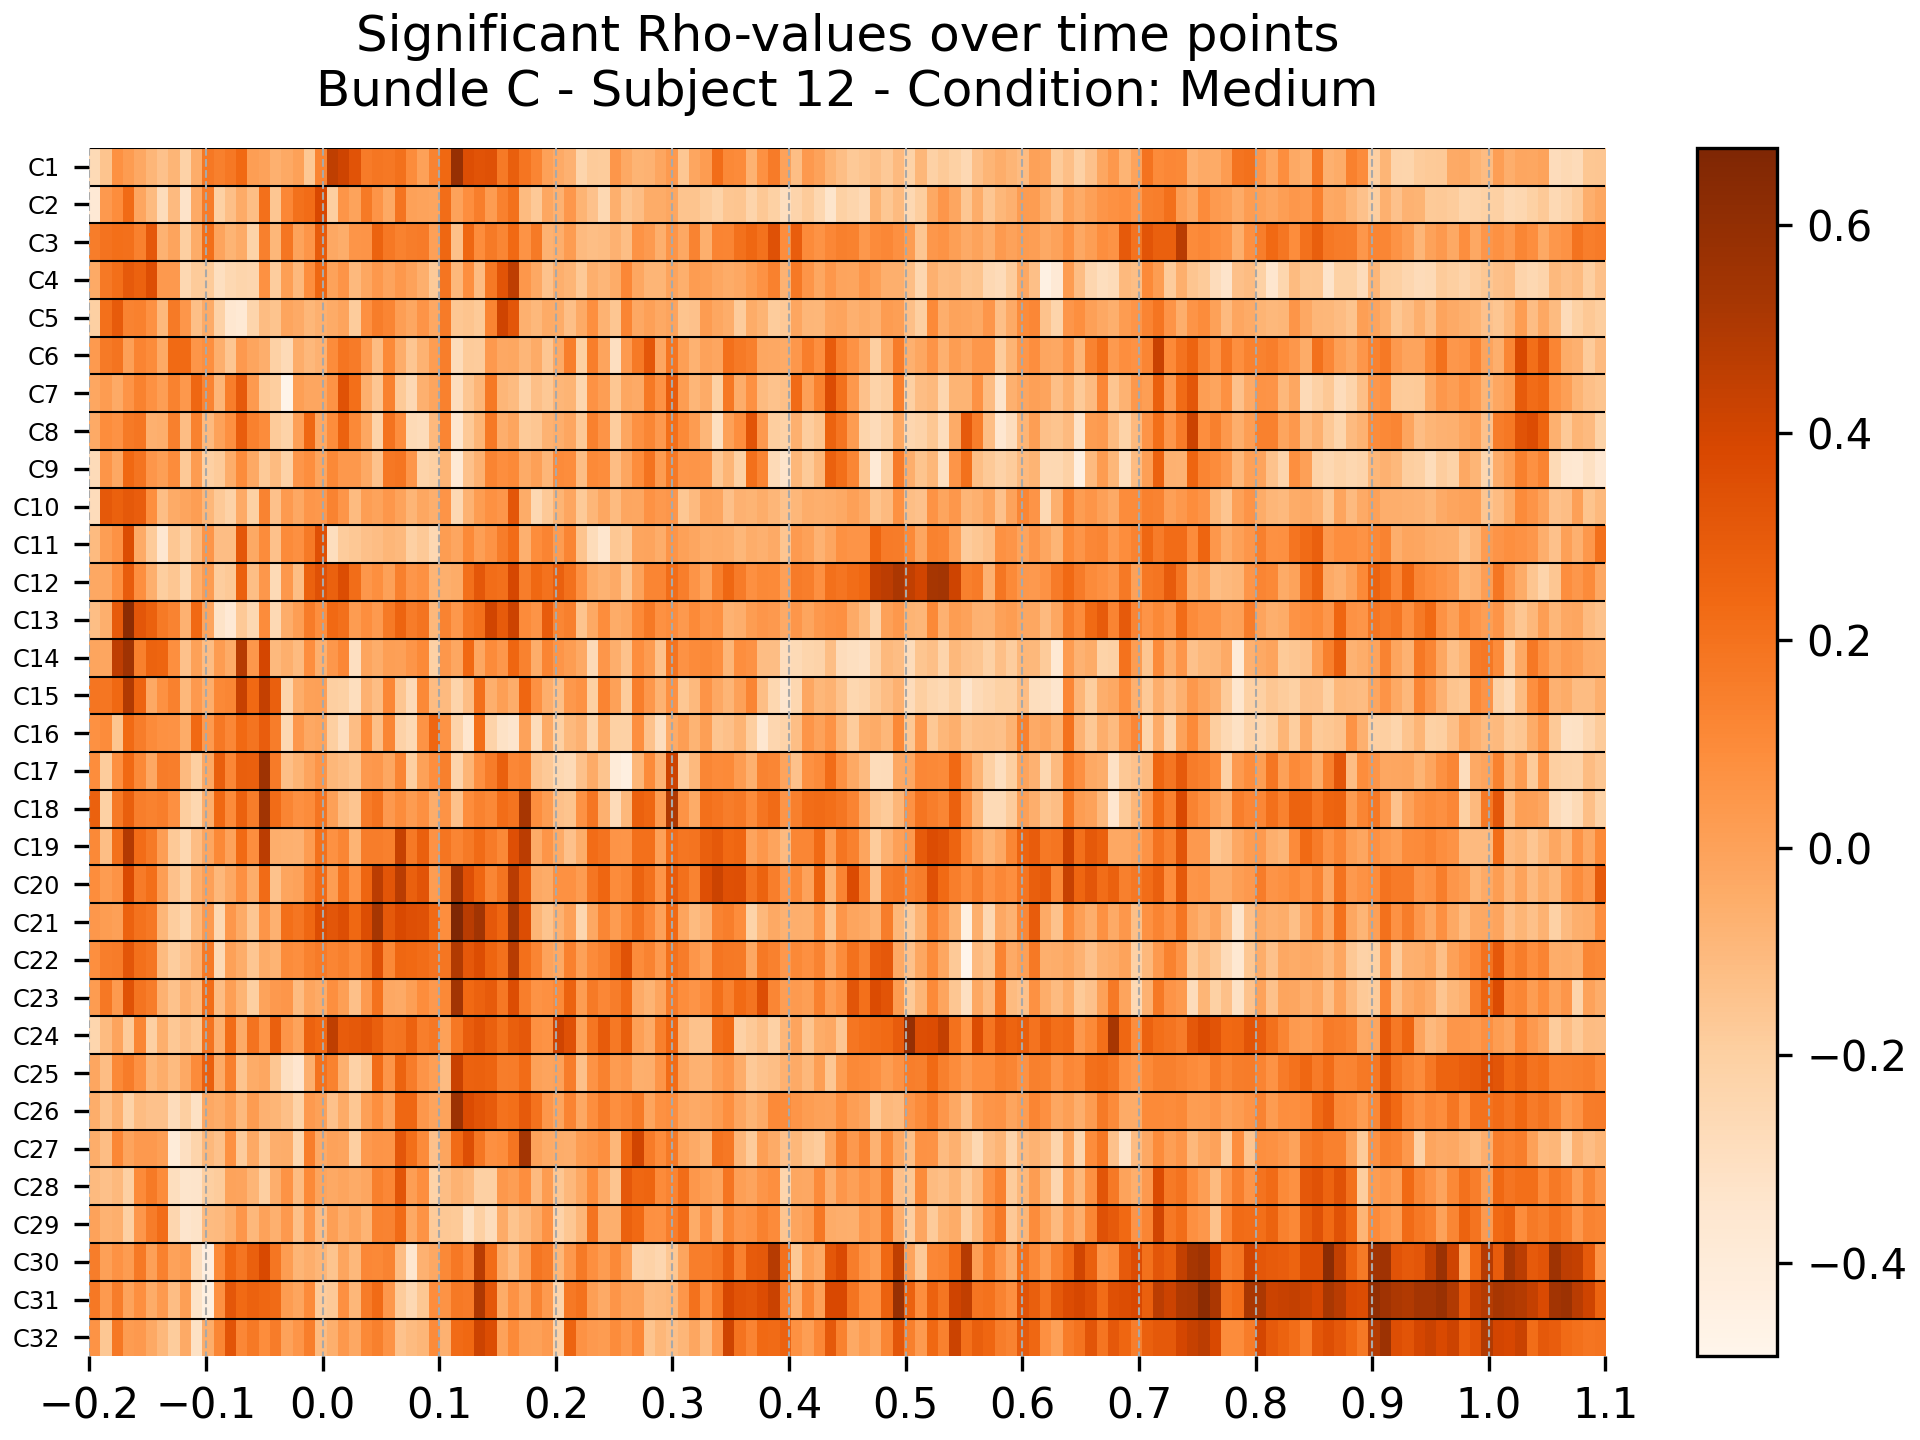 Significant Rho-values over time points
Bundle C - Subject 12 - Condition: Medium
C1
C2
C3
C4
C5
C6
C7
C8
C9
C10
C11
C12
C13
C14
C15
C16
C17
C18
C19
C20
C21
C22
C23
C24
C25
C26
C27
C28
C29
C30
C31
C32
−0.2 −0.1 0.0 0.1 0.2 0.3 0.4 0.5 0.6 0.7 0.8 0.9 1.0 1.1
0.6
0.4
0.2
0.0
−0.2
−0.4